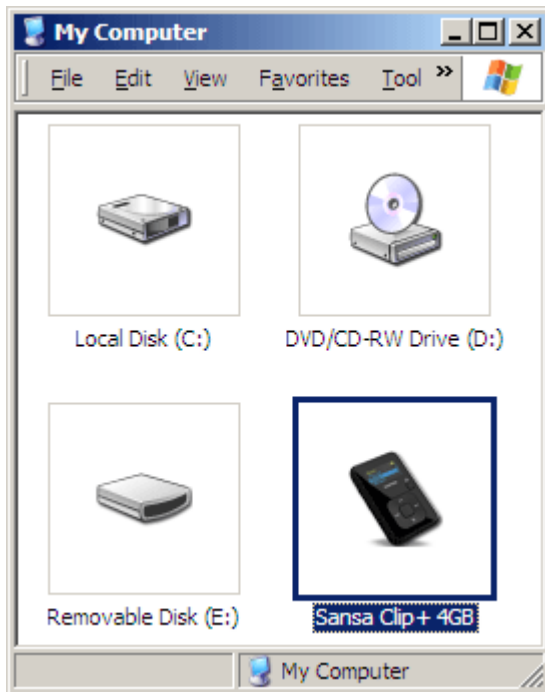 My Computer
File Edit View Favorites Tool »
Local Disk (C:) DVD/CD-RW Drive (D:)
Removable Disk (E:) Sansa Clip+ 4GB
My Computer